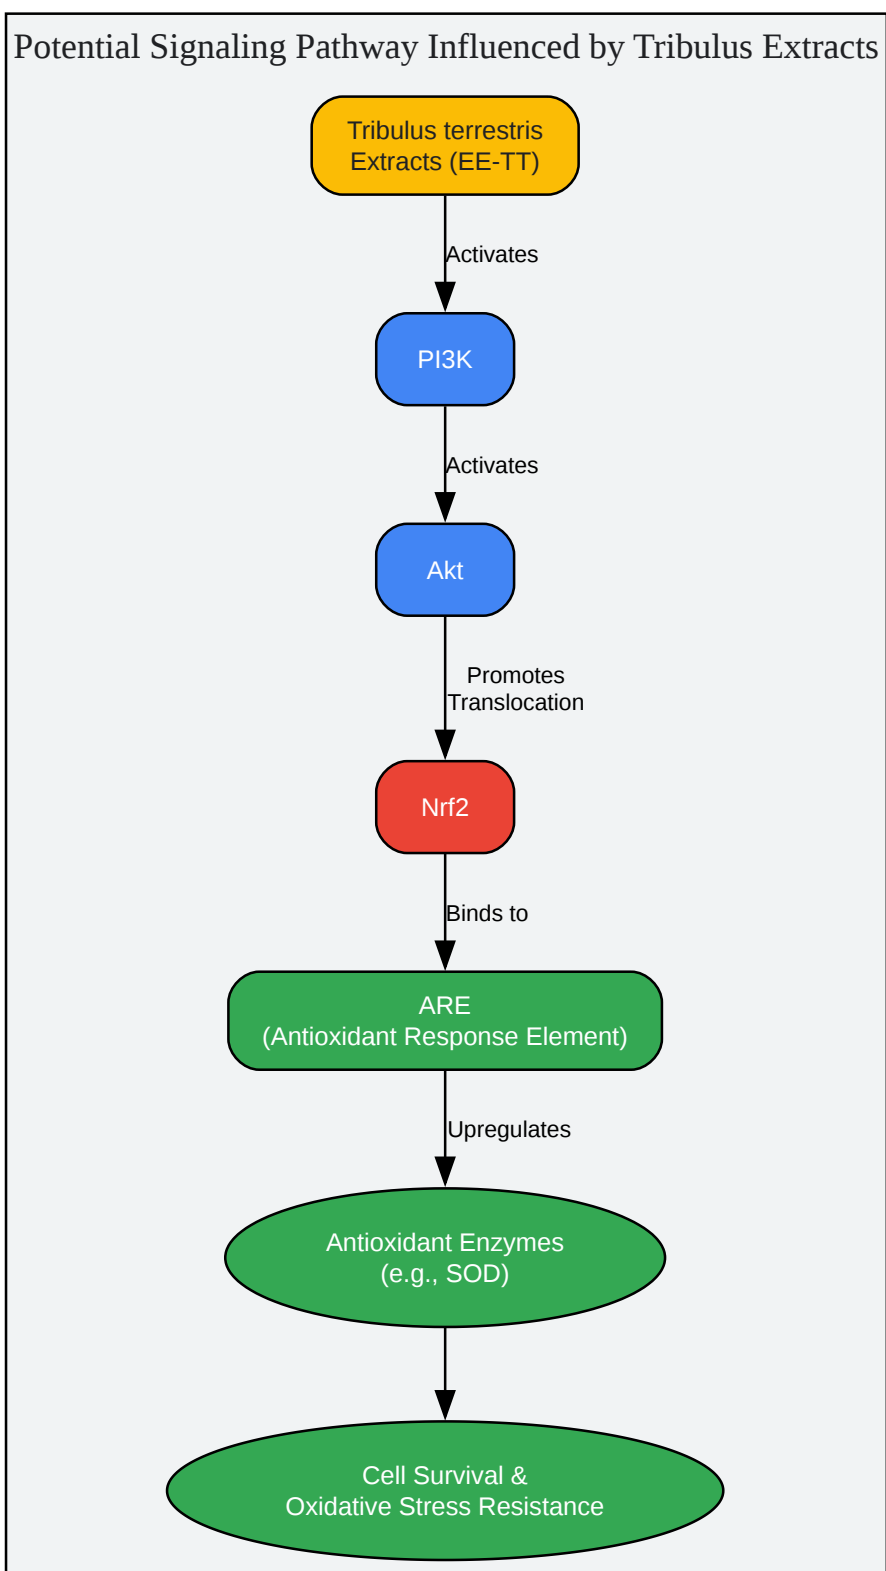 Potential Signaling Pathway Influenced by Tribulus Extracts
Tribulus terrestris
Extracts (EE-TT)
Activates
PI3K
Activates
Akt
Promotes
Translocation
Nrf2
Binds to
ARE
(Antioxidant Response Element)
Upregulates
Antioxidant Enzymes
(e.g., SOD)
Cell Survival &
Oxidative Stress Resistance